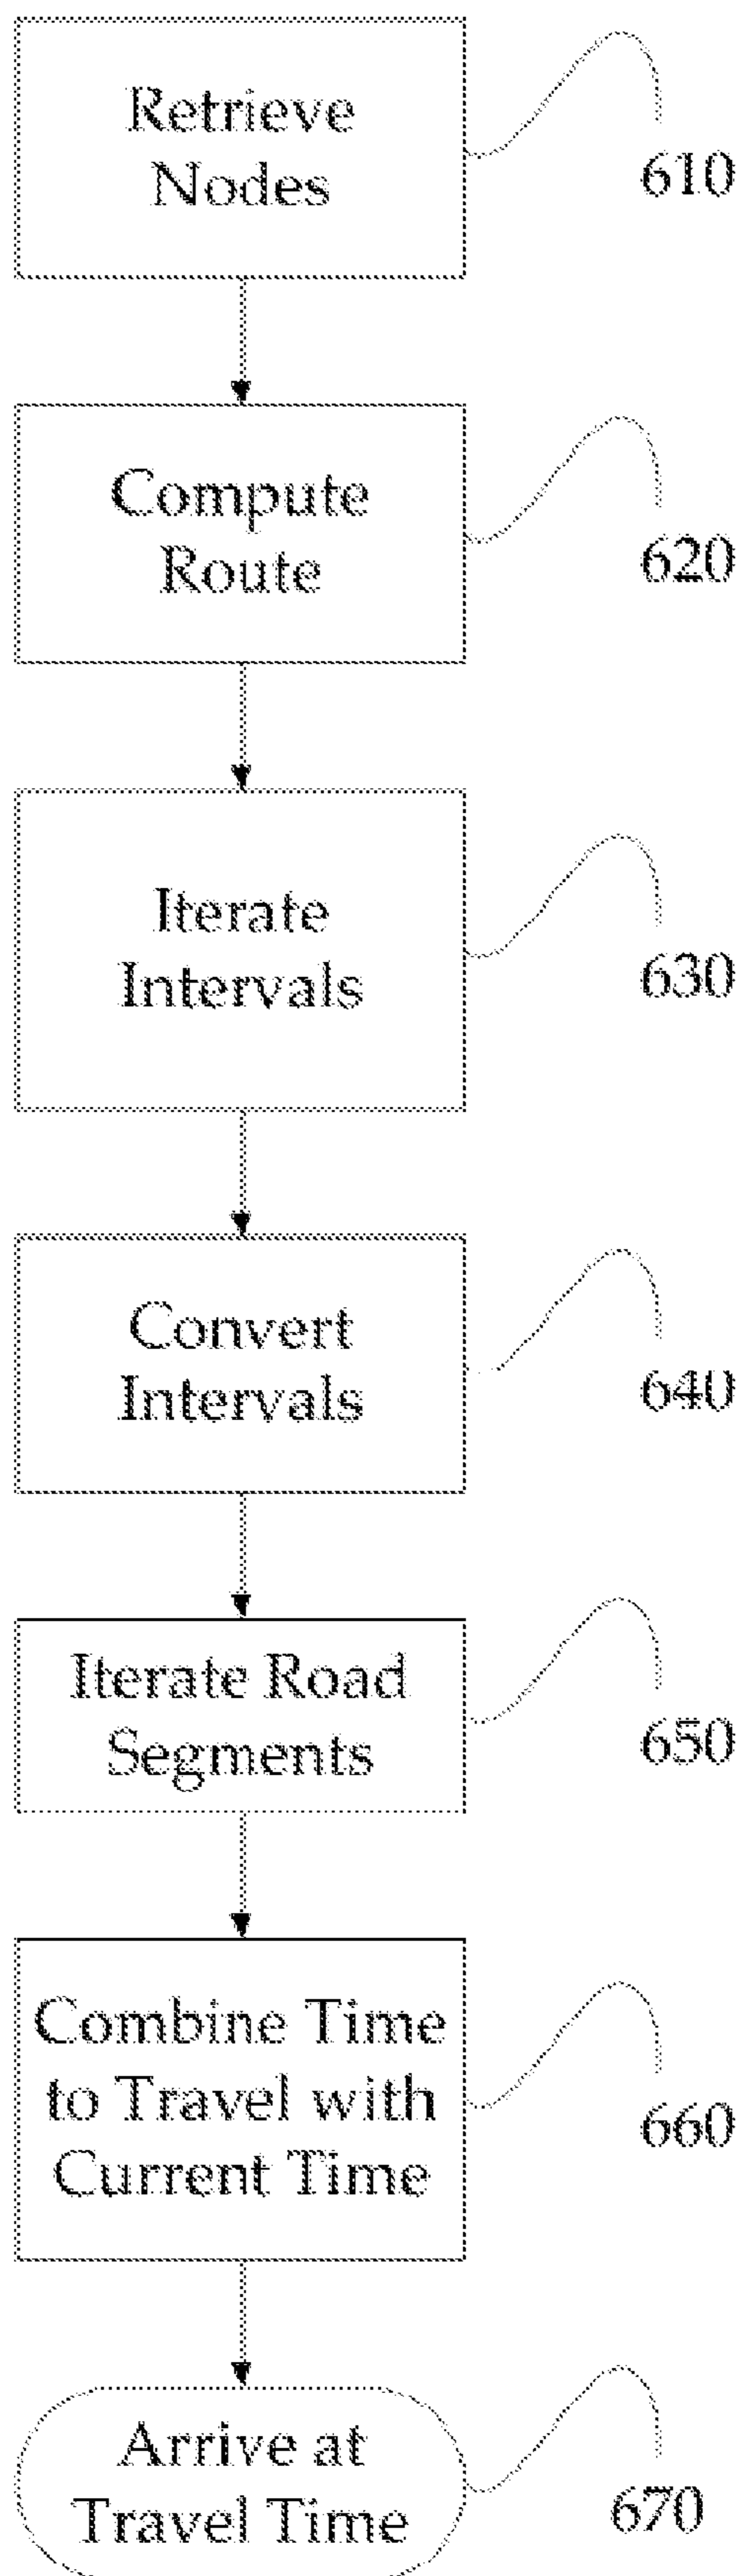 Retrieve
Nodes
610
Compute
Route
620
Iterate
Intervals
630
Convert
Intervals
640
Iterate Road
Segments
650
Combine Time
to Travel with
Current Time
660
Arrive at
Travel Time
670